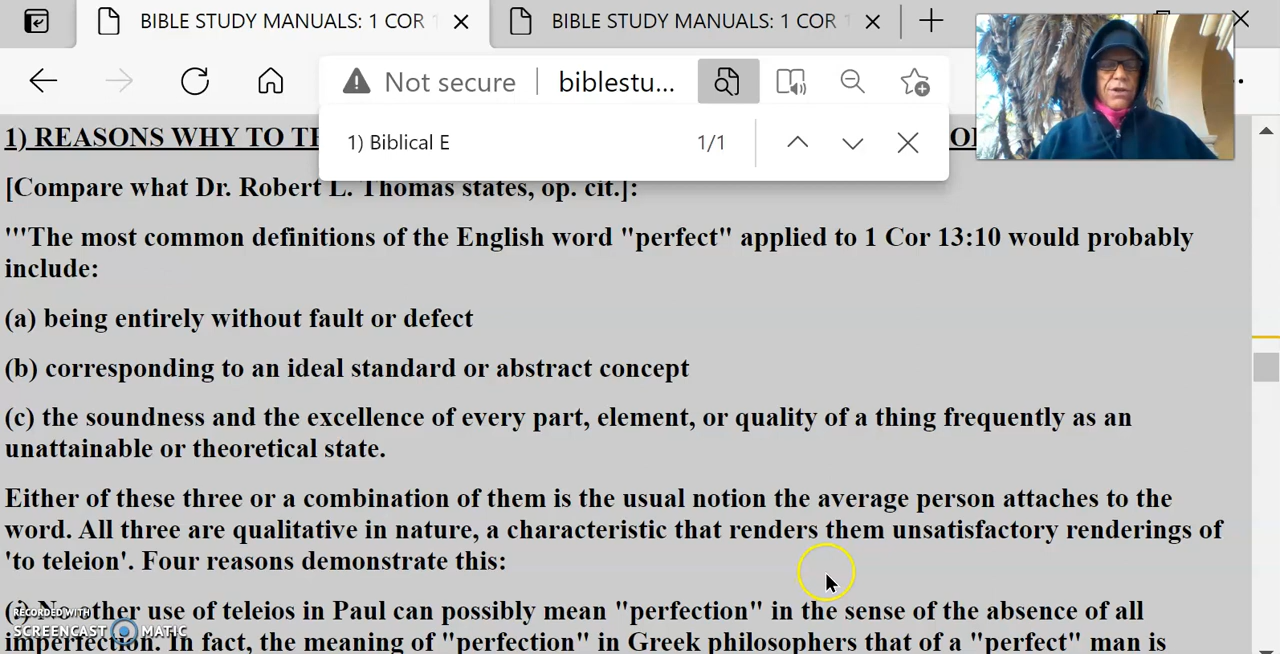 BIBLE STUDY MANUALS: 1 COR 1
BIBLE STUDY MANUALS: 1 COR 1
Not secure biblestu...
1) REASONS WHY TO
1) Biblical E 1/1
[Compare what Dr. Robert L. Thomas states, op. cit.]:
'"The most common definitions of the English word "perfect" applied to 1 Cor 13:10 would probably
include:
(a) being entirely without fault or defect
(b) corresponding to an ideal standard or abstract concept
(c) the soundness and the excellence of every part, element, or quality of a thing frequently as an
unattainable or theoretical state.
Either of these three or a combination of them is the usual notion the average person attaches to the
word. All three are qualitative in nature, a characteristic that renders them unsatisfactory renderings of
'to teleion'. Four reasons demonstrate this:
other use of teleios in Paul can possibly mean "perfection" in the sense of the absence of all
imperfection. In fact, the meaning of "perfection" in Greek philosophers that of a "perfect" man is
RECORDED WITH
SCREENCAST MATIC